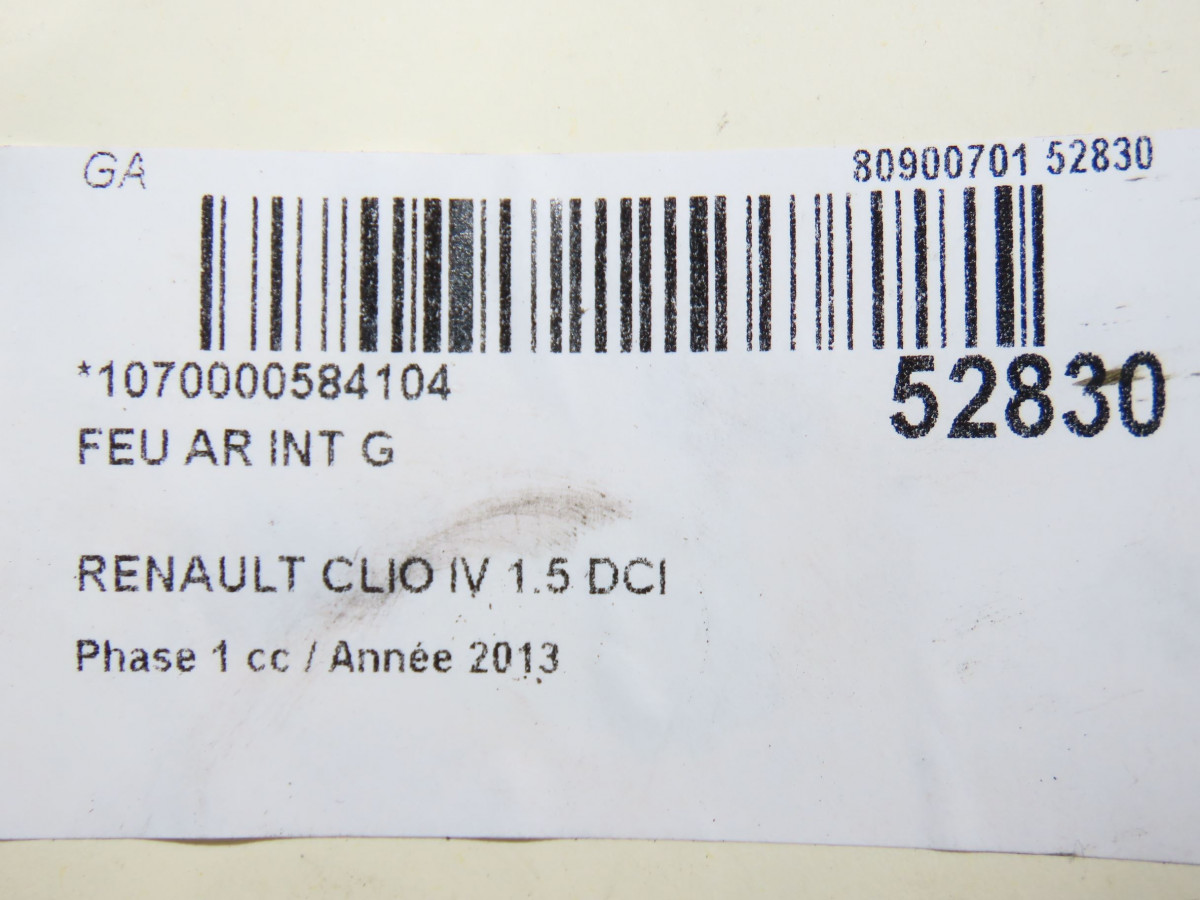 GA
80900701 52830
*1070000584104
52830
FEU AR INT G
RENAULT CLIO IV 1.5 DCI
Phase 1 cc / Année 2013